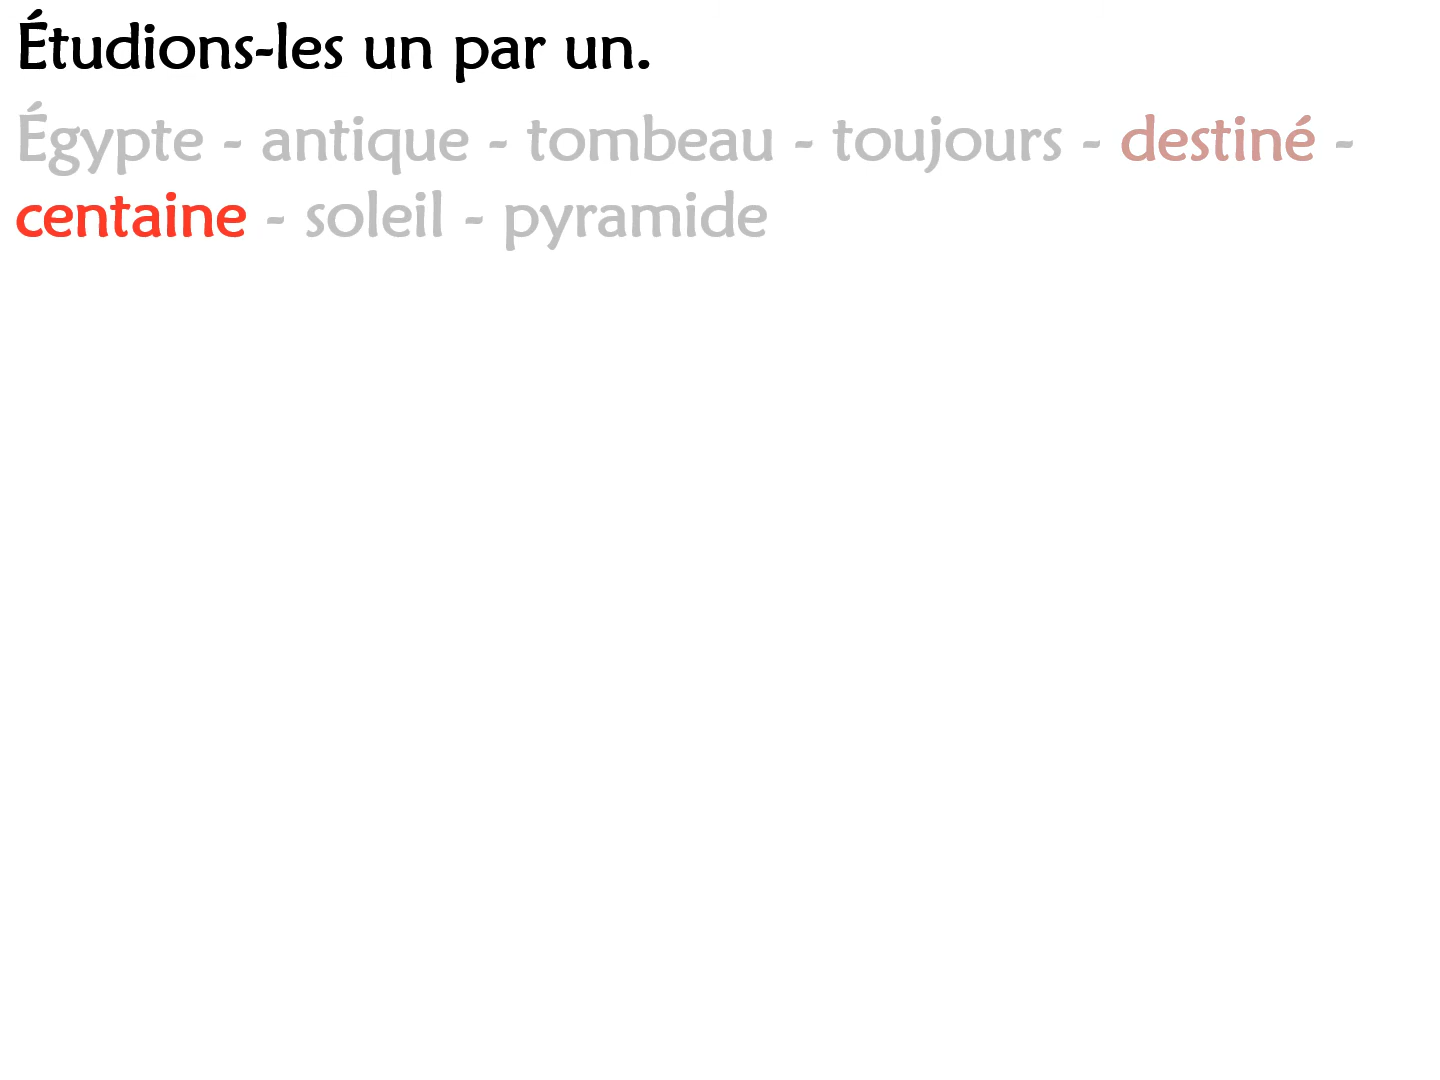 Étudions-les un par un.
Égypte - antique - tombeau - toujours - destiné -
centaine - soleil - pyramide